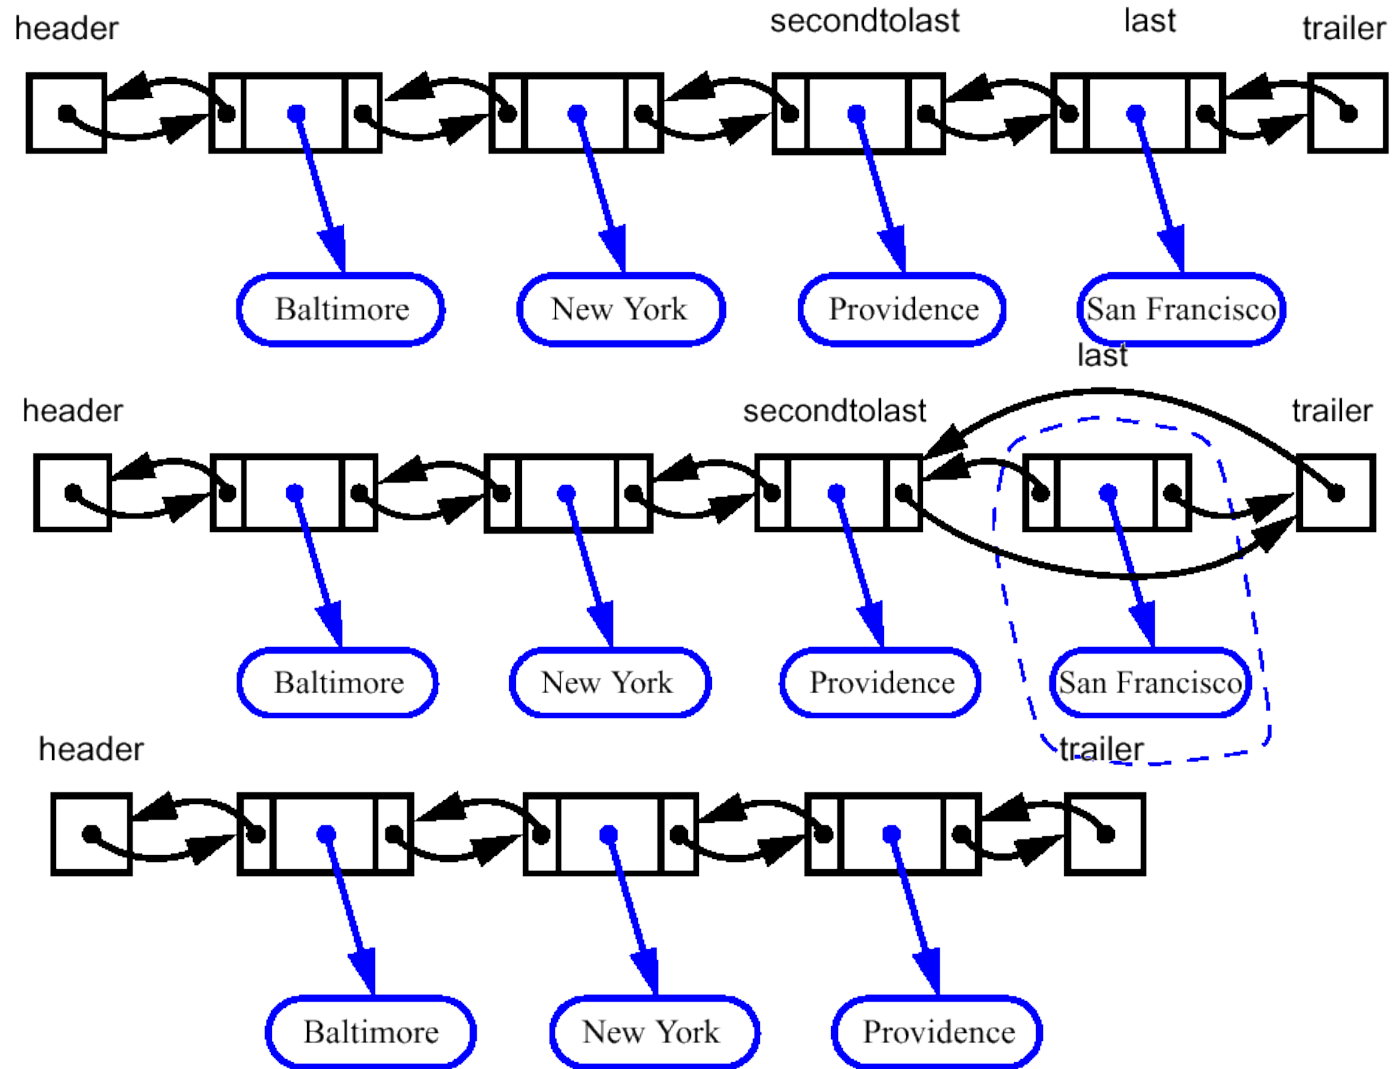 header secondtolast last trailer
Baltimore New York Providence San Francisco
last
header secondtolast trailer
Baltimore New York Providence San Francisco
header trailer
Baltimore New York Providence